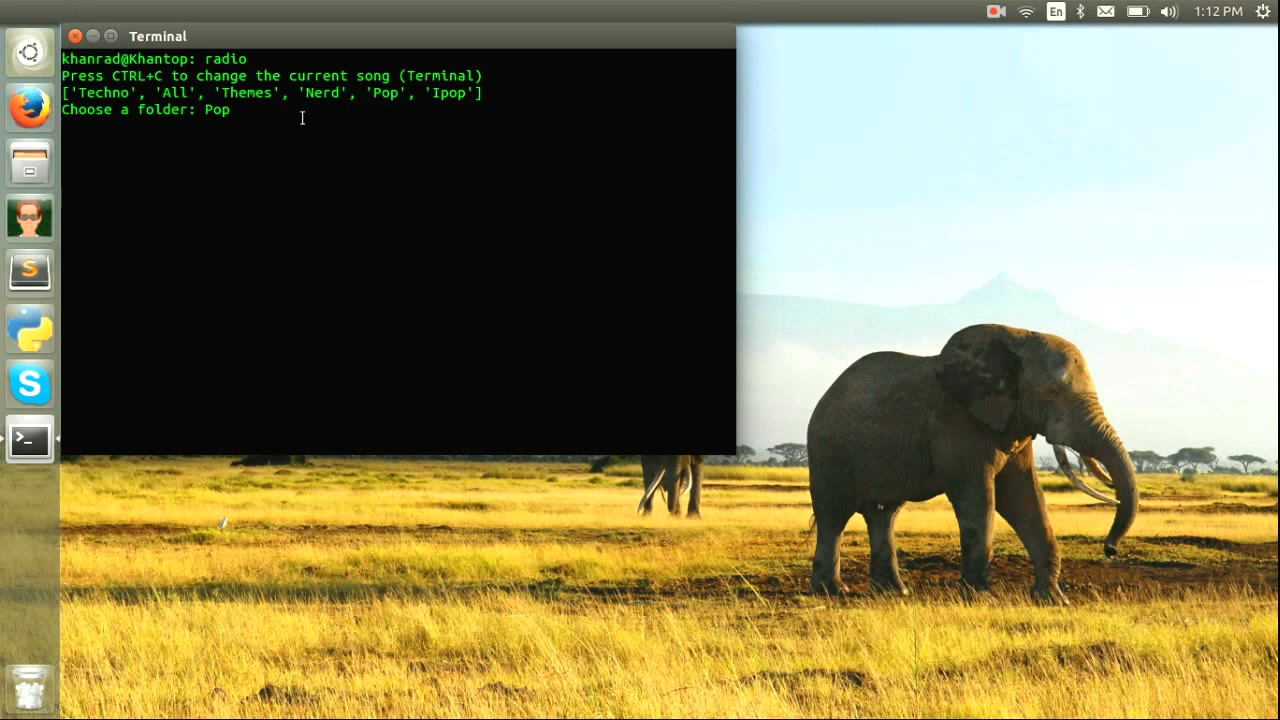 En
1:12 PM
Terminal
khanrad@Khantop: radio
Press CTRL+C to change the current song (Terminal)
['Techno', 'All', 'Themes', 'Nerd', 'Pop', 'Ipop']
Choose a folder: Pop
S
S
>_